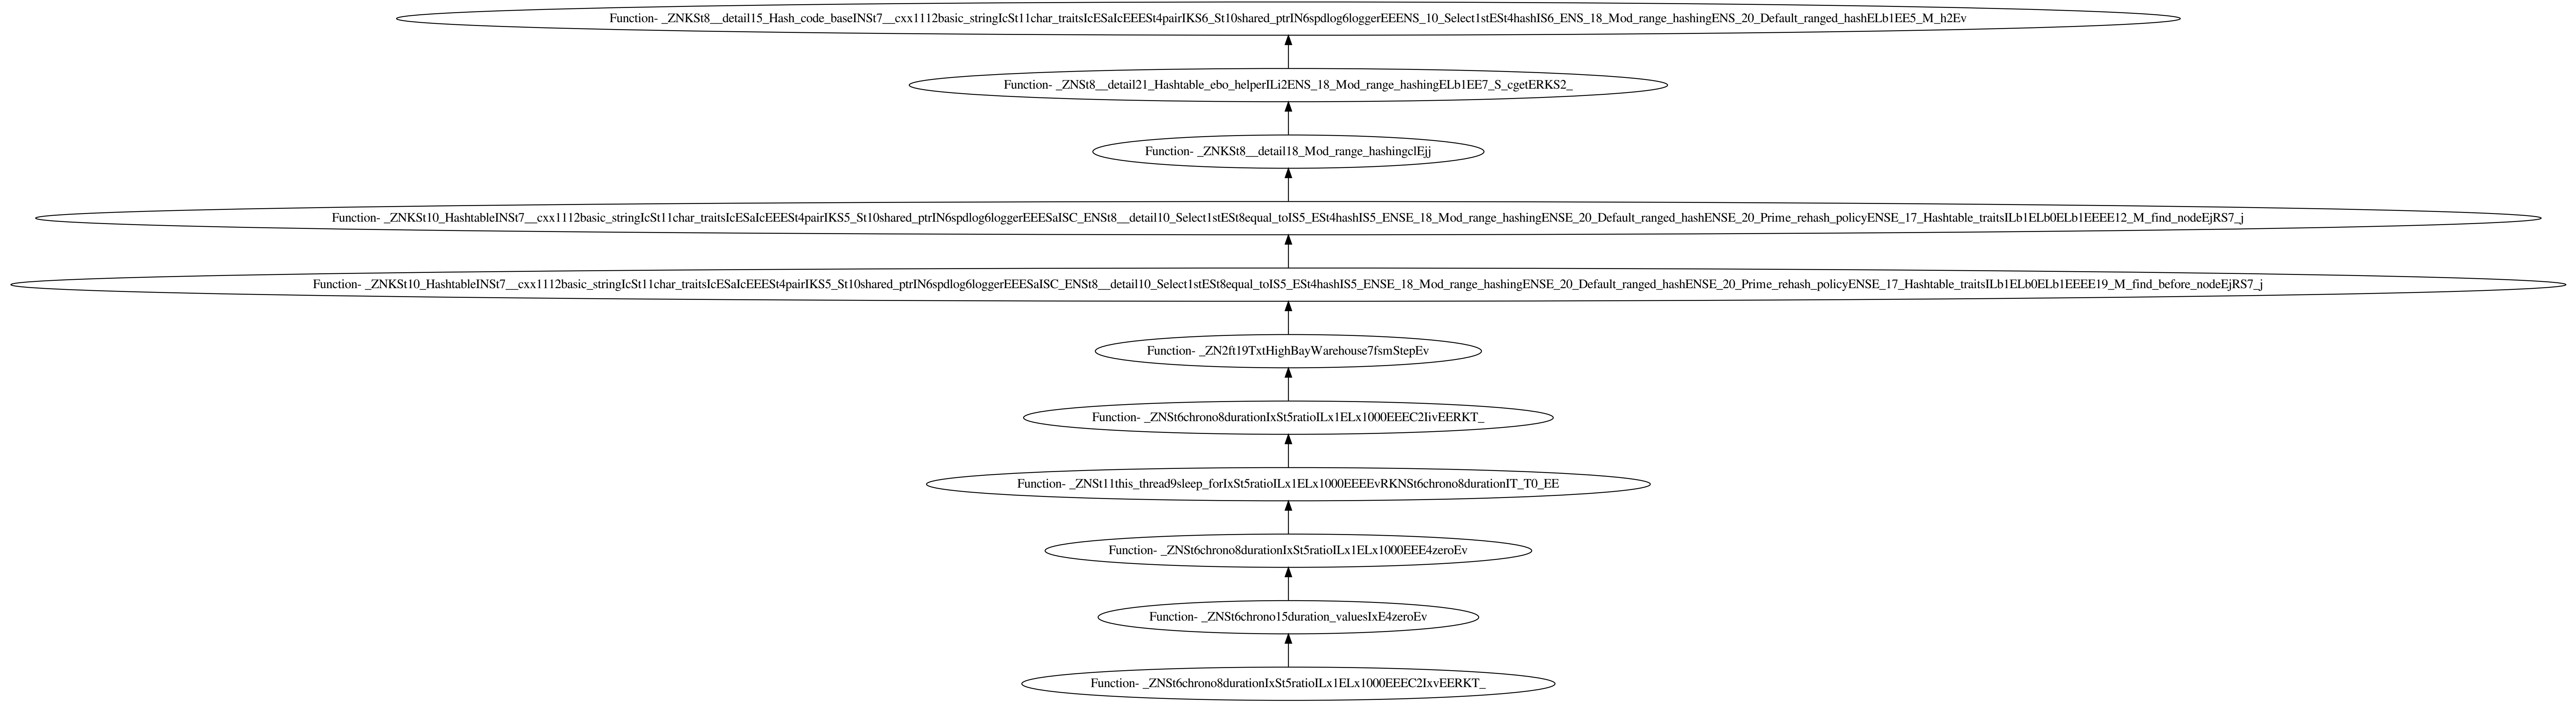 Function- _ZNKSt8__detail15_Hash_code_baseINSt7__cxx1112basic_stringIcSt11char_traitsIcESaIcEEESt4pairIKS6_St10shared_ptrIN6spdlog6loggerEEENS_10_Select1stESt4hashIS6_ENS_18_Mod_range_hashingENS_20_Default_ranged_hashELb1EE5_M_h2Ev
Function- _ZNSt8__detail21_Hashtable_ebo_helperILi2ENS_18_Mod_range_hashingELb1EE7_S_cgetERKS2_
Function- _ZNKSt8__detail18_Mod_range_hashingclEjj
Function- _ZNKSt10_HashtableINSt7__cxx1112basic_stringIcSt11char_traitsIcESaIcEEESt4pairIKS5_St10shared_ptrIN6spdlog6loggerEEESaISC_ENSt8__detail10_Select1stESt8equal_toIS5_ESt4hashIS5_ENSE_18_Mod_range_hashingENSE_20_Default_ranged_hashENSE_20_Prime_rehash_policyENSE_17_Hashtable_traitsILb1ELb0ELb1EEEE12_M_find_nodeEjRS7_j
Function- _ZNKSt10_HashtableINSt7__cxx1112basic_stringIcSt11char_traitsIcESaIcEEESt4pairIKS5_St10shared_ptrIN6spdlog6loggerEEESaISC_ENSt8__detail10_Select1stESt8equal_toIS5_ESt4hashIS5_ENSE_18_Mod_range_hashingENSE_20_Default_ranged_hashENSE_20_Prime_rehash_policyENSE_17_Hashtable_traitsILb1ELb0ELb1EEEE19_M_find_before_nodeEjRS7_j
Function- _ZN2ft19TxtHighBayWarehouse7fsmStepEv
Function- _ZNSt6chrono8durationIxSt5ratioILx1ELx1000EEEC2IivEERKT_
Function- _ZNSt11this_thread9sleep_forIxSt5ratioILx1ELx1000EEEEvRKNSt6chrono8durationIT_T0_EE
Function- _ZNSt6chrono8durationIxSt5ratioILx1ELx1000EEE4zeroEv
Function- _ZNSt6chrono15duration_valuesIxE4zeroEv
Function- _ZNSt6chrono8durationIxSt5ratioILx1ELx1000EEEC2IxvEERKT_